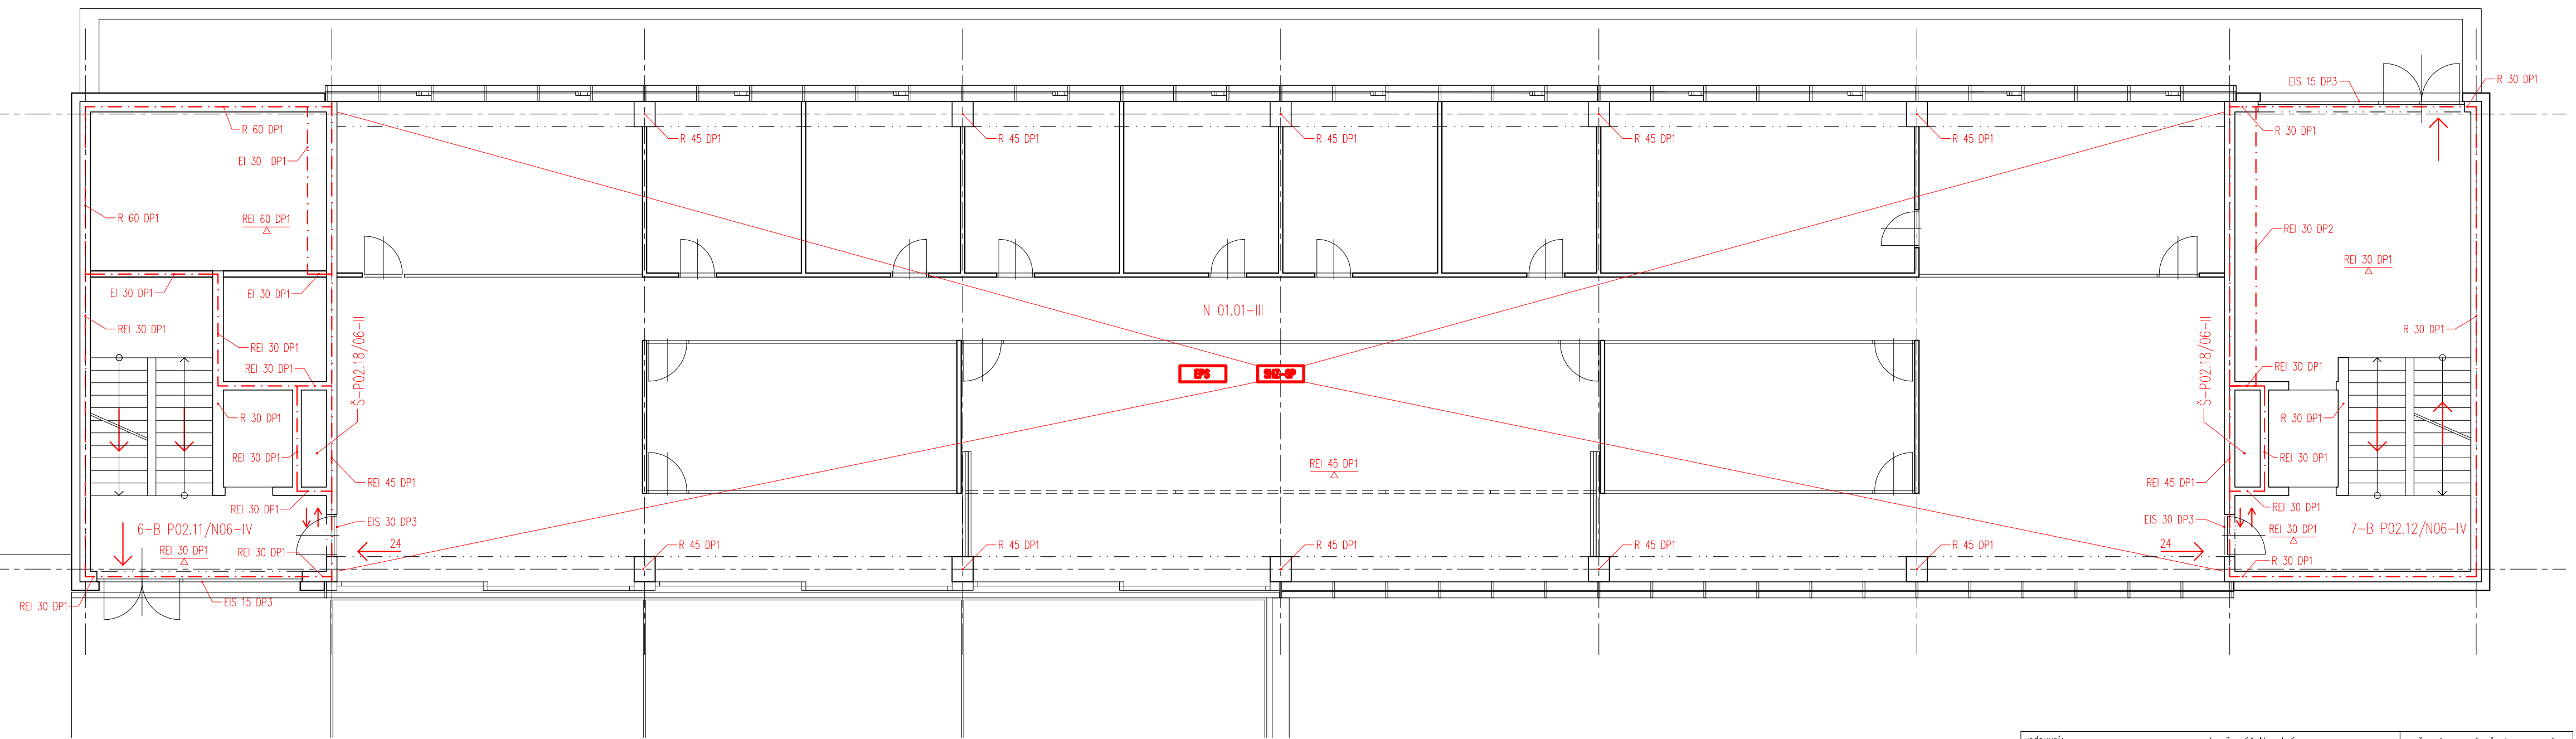 EIS 15 DP3
R 30 DP1
R 60 DP1
R 30 DP1
R 45 DP1
R 45 DP1
R 45 DP1
R 45 DP1
R 45 DP1
EI 30 DP1
R 60 DP1
REI 60 DP1
REI 30 DP2
REI 30 DP1
EI 30 DP1
EI 30 DP1
N 01.01-III
REI 30 DP1
R 30 DP1
REI 30 DP1
Š-P02.18/06-II
Š-P02.18/06-II
REI 30 DP1
REI 30 DP1
EPS
SHZ-GP
R 30 DP1
R 30 DP1
REI 30 DP1
REI 45 DP1
REI 30 DP1
REI 45 DP1
REI 45 DP1
REI 30 DP1
REI 30 DP1
6-B P02.11/N06-IV
EIS 30 DP3
EIS 30 DP3
REI 30 DP1
7-B P02.12/N06-IV
REI 30 DP1
REI 30 DP1
24
R 45 DP1
R 45 DP1
R 45 DP1
R 45 DP1
R 45 DP1
24
R 30 DP1
REI 30 DP1
EIS 15 DP3